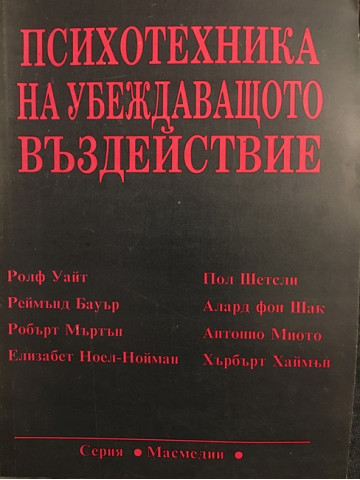 ПСИХОТЕХНИКА
НА УБЕЖДАВАЩОТО
ВЪЗДЕЙСТВИЕ
Ролф Уайт
Реймънд Бауър
Робърт Мъртън
Елизабет Ноел-Нойман
Пол Шетсли
Алард фон Шак
Антонио Миото
Хърбърт Хаймън
Серия ● Масмедии ●